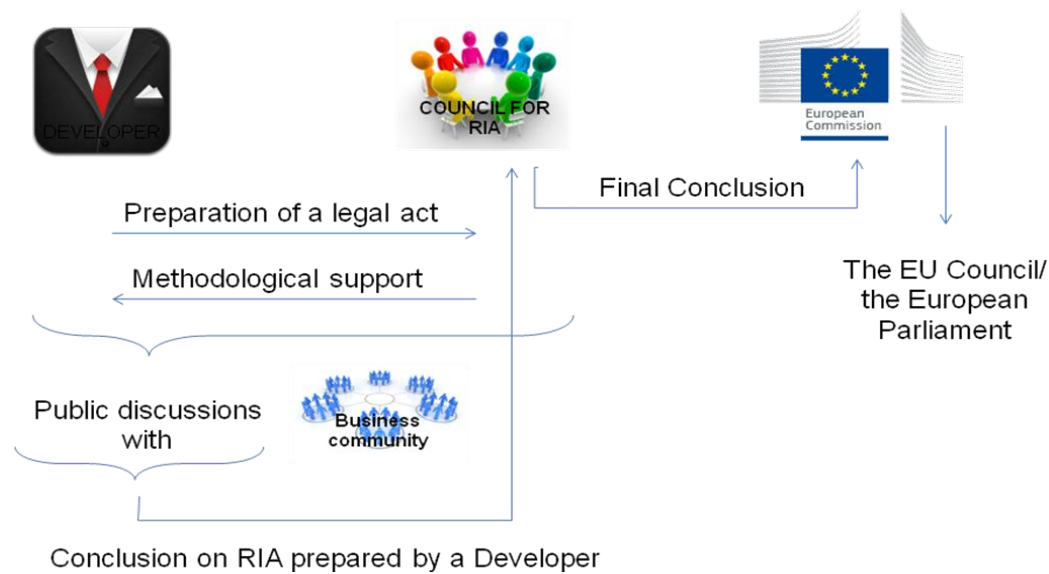 DEVELOPER
COUNCIL FOR
RIA
European
Commission
Final Conclusion
Preparation of a legal act
Methodological support
The EU Council/
the European
Parliament
Public discussions
with
Business
community
Conclusion on RIA prepared by a Developer